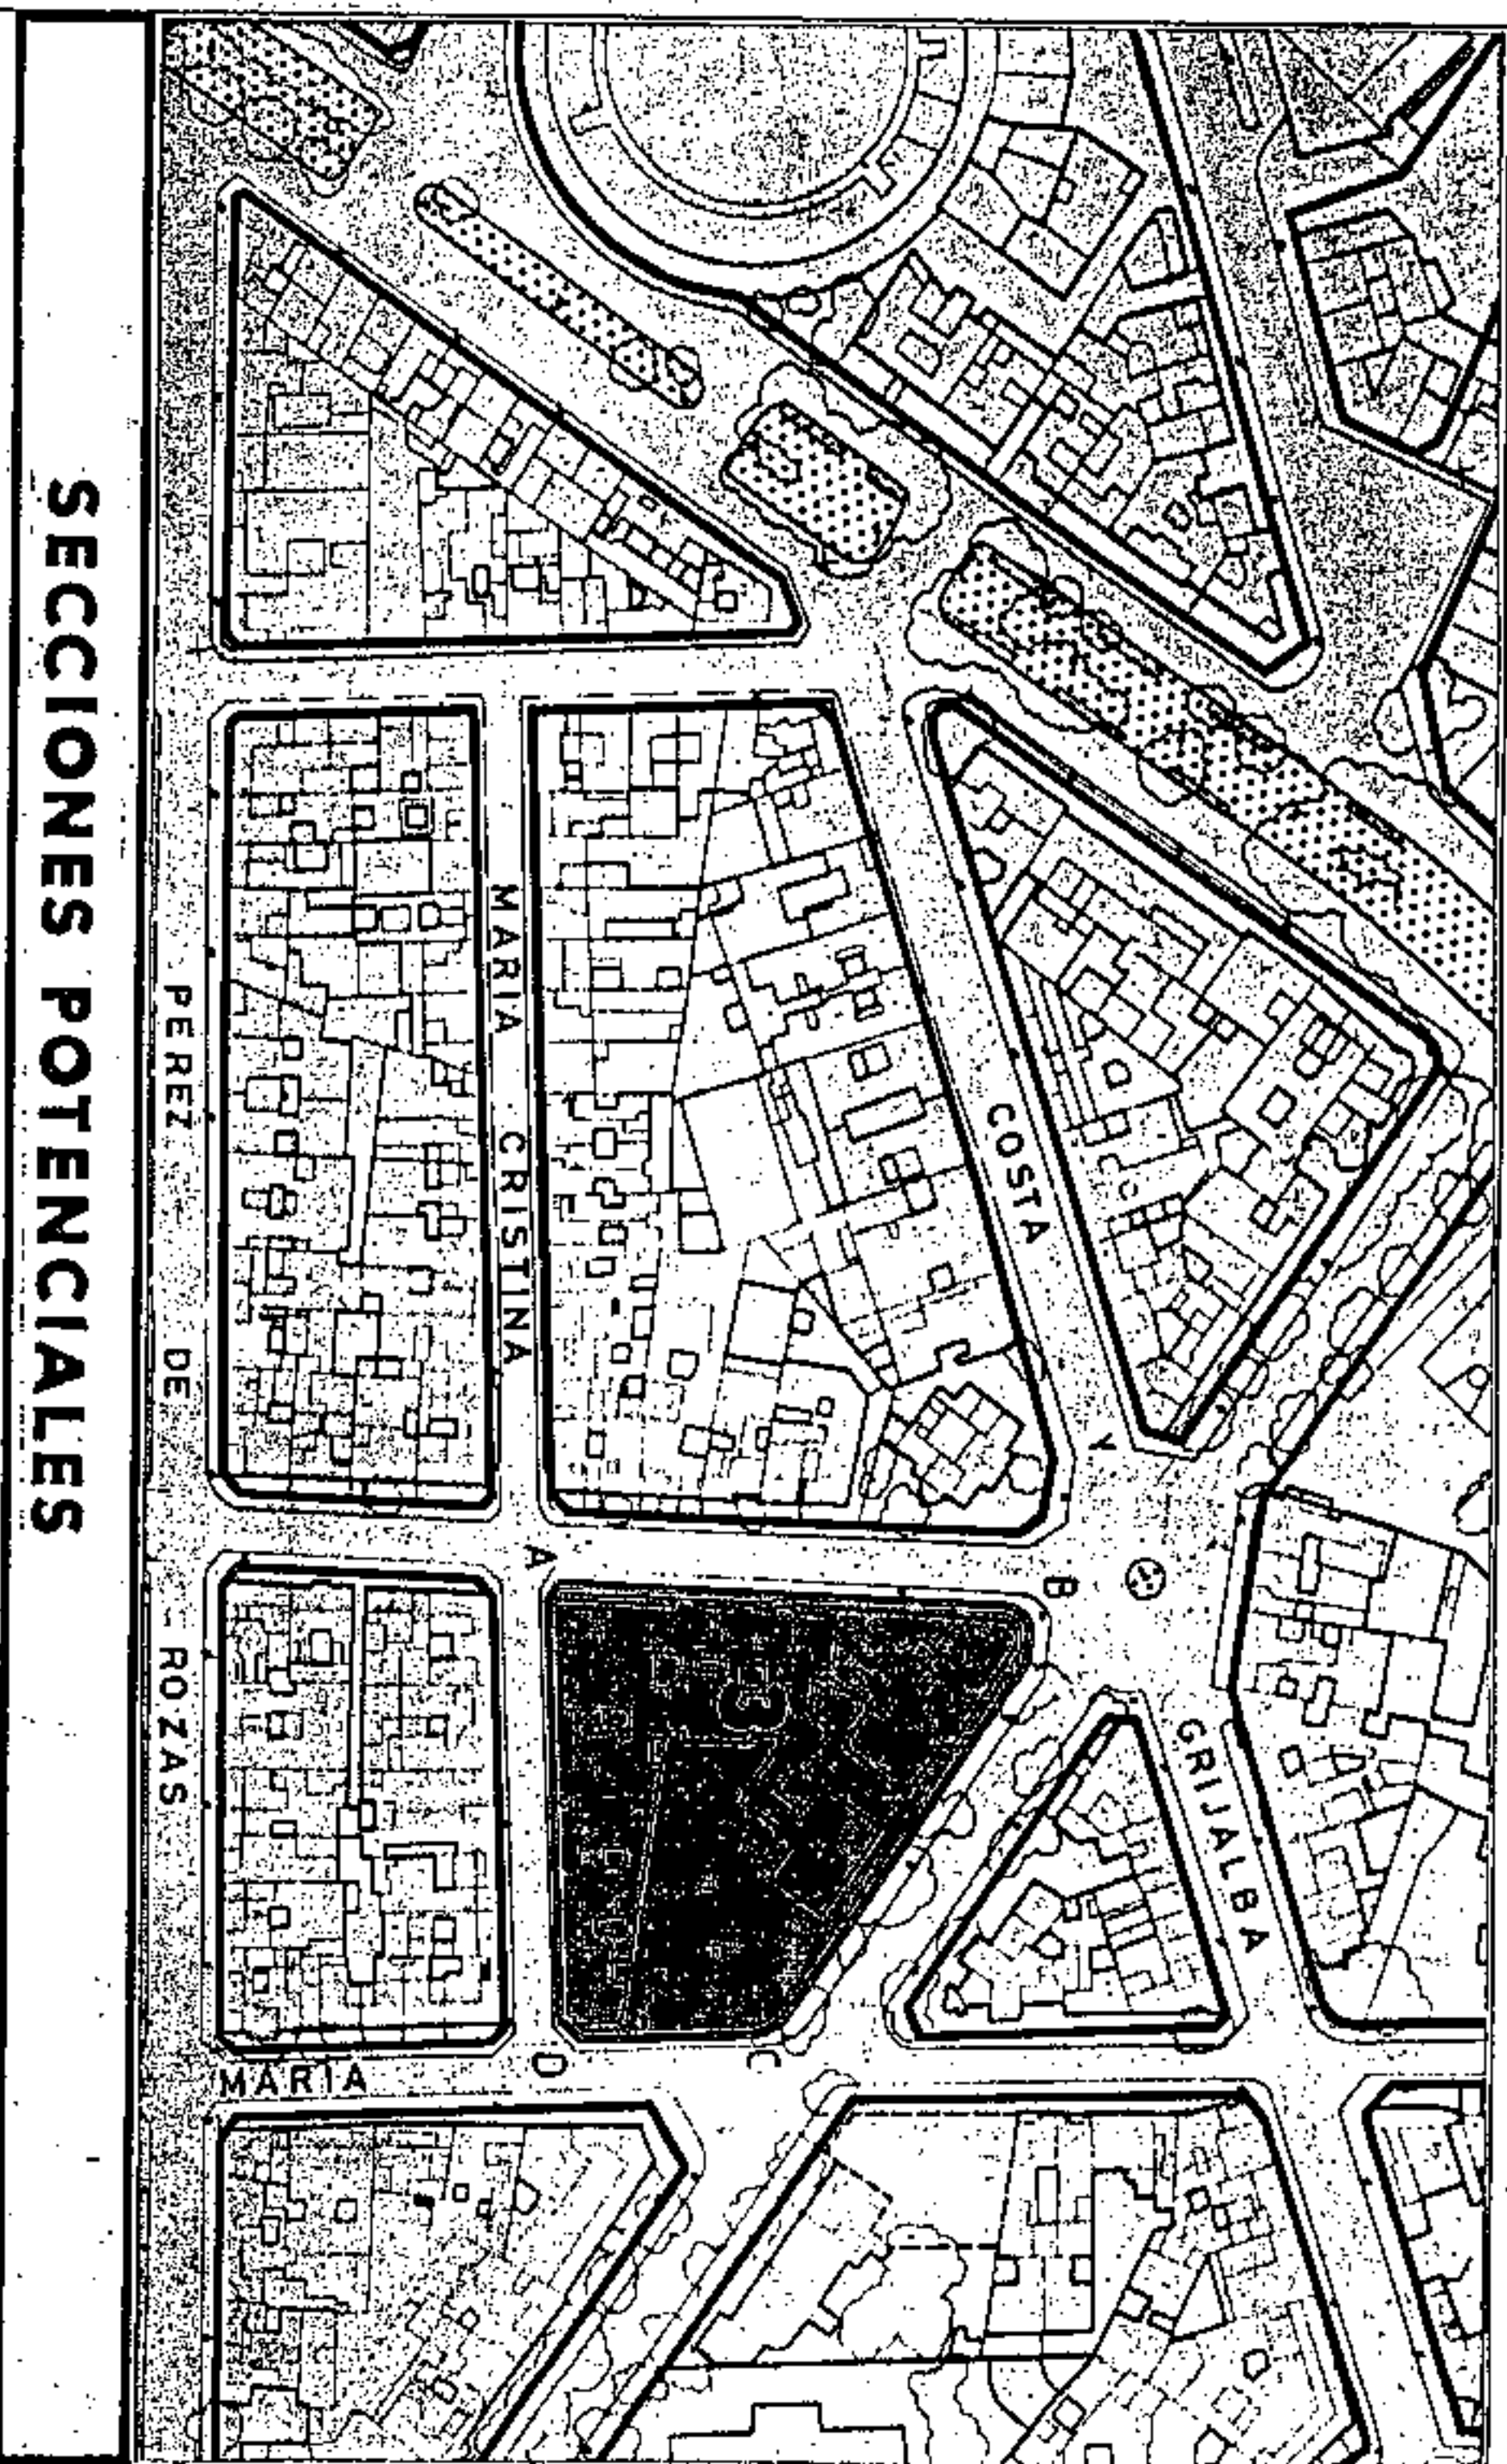 SECCIONES POTENCIALES
PEREZ DE ROZAS
MARIA CRISTINA
COSTA Y GRIJALBA
A
B
C
D
MARIA